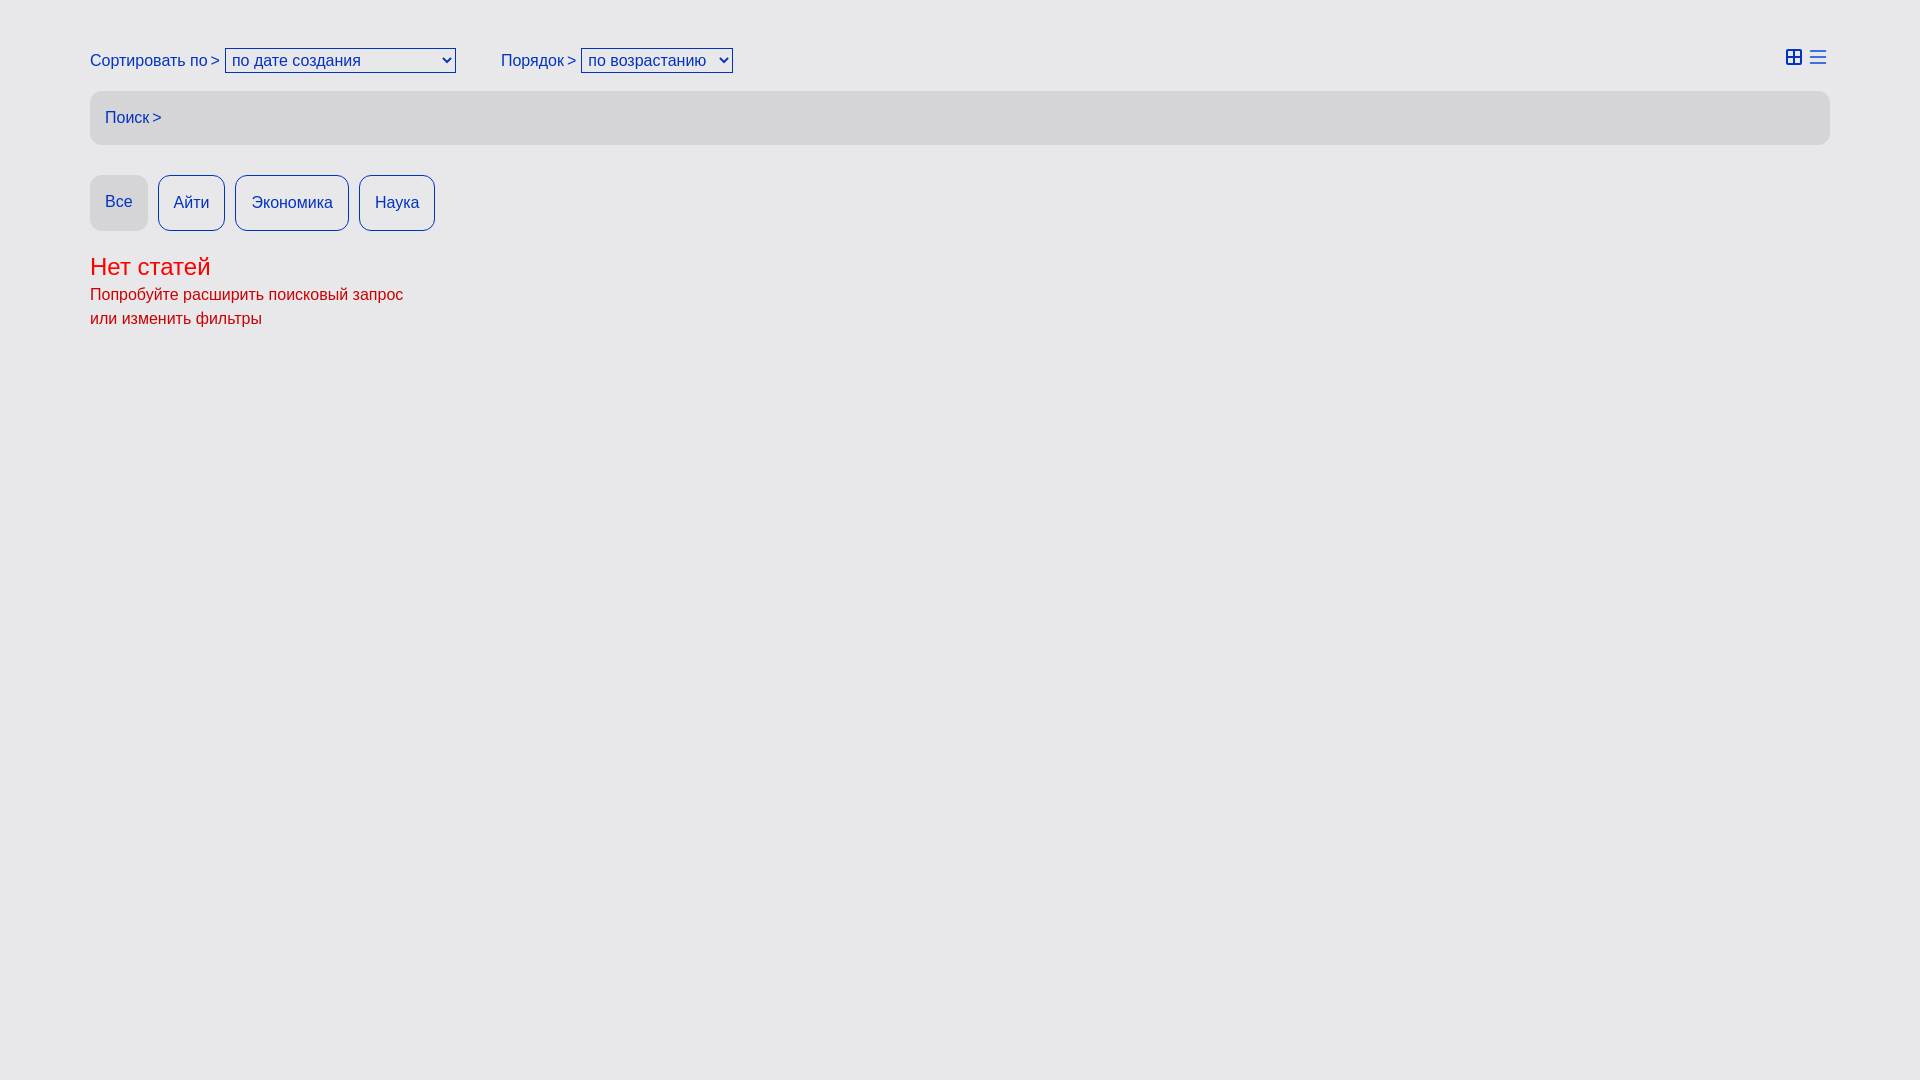 Сортировать по > по дате создания Порядок > по возрастанию
Поиск >
Все Айти Экономика Наука
Нет статей
Попробуйте расширить поисковый запрос
или изменить фильтры